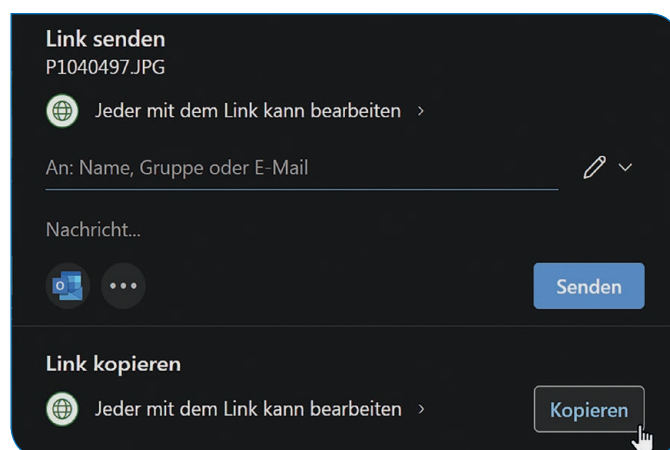 Link senden
P1040497.JPG
Jeder mit dem Link kann bearbeiten
An: Name, Gruppe oder E-Mail
Nachricht...
Senden
Link kopieren
Jeder mit dem Link kann bearbeiten
Kopieren